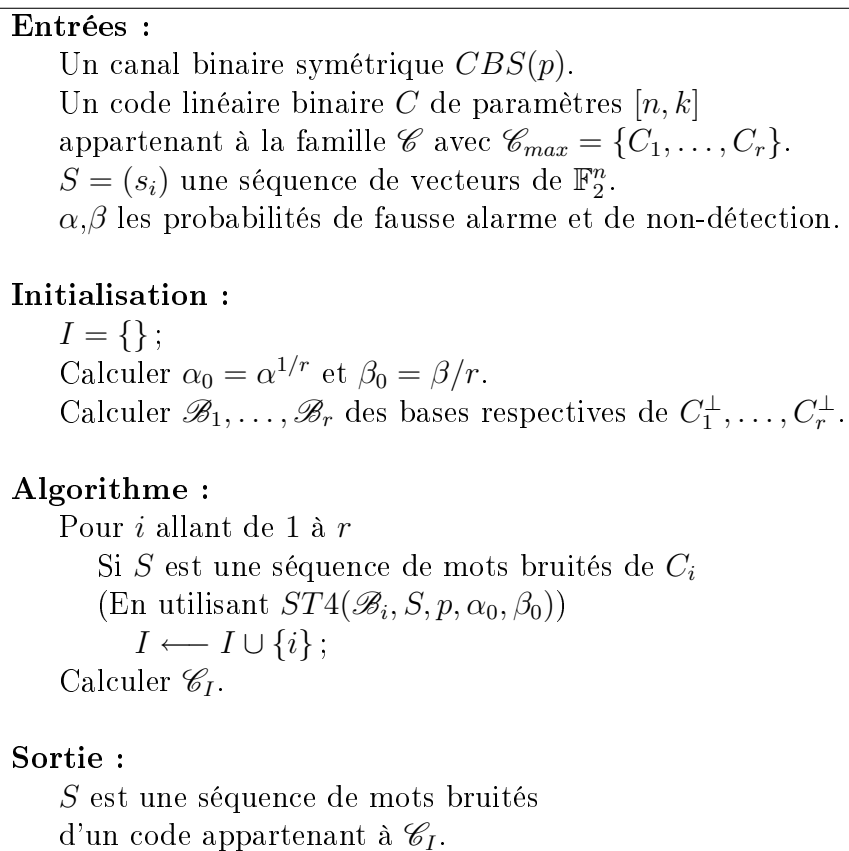 Entrées :
Un canal binaire symétrique CBS(p).
Un code linéaire binaire C de paramètres [n, k]
appartenant à la famille 𝒞 avec 𝒞_{max} = {C_1, . . . , C_r}.
S = (s_i) une séquence de vecteurs de 𝔽_2^n.
α,β les probabilités de fausse alarme et de non-détection.
Initialisation :
I = {} ;
Calculer α_0 = α^{1/r} et β_0 = β/r.
Calculer ℬ_1, . . . , ℬ_r des bases respectives de C_1^⊥, . . . , C_r^⊥.
Algorithme :
Pour i allant de 1 à r
Si S est une séquence de mots bruités de C_i
(En utilisant ST4(ℬ_i, S, p, α_0, β_0))
I ⟵ I ∪ {i} ;
Calculer 𝒞_I.
Sortie :
S est une séquence de mots bruités
d'un code appartenant à 𝒞_I.